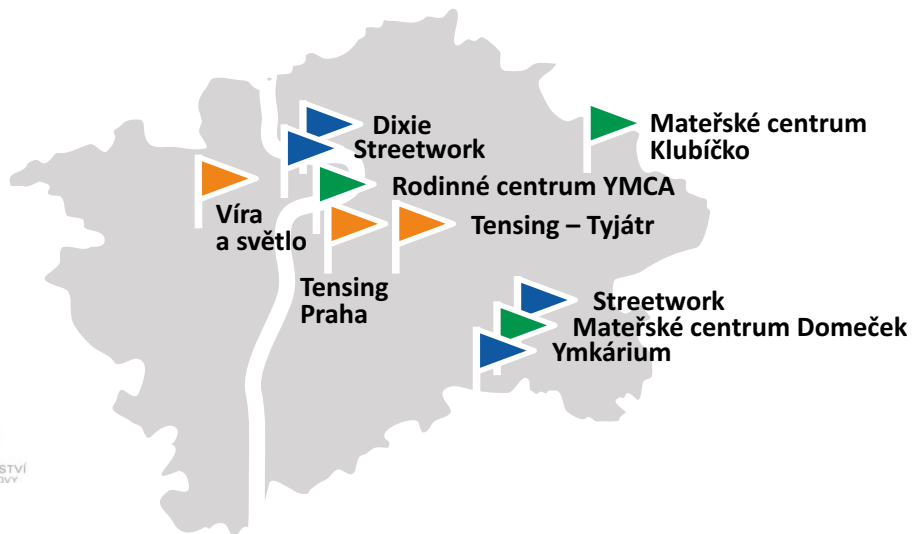 Dixie
Streetwork
Mateřské centrum
Klubíčko
Rodinné centrum YMCA
Víra
a světlo
Tensing – Tyjátr
Tensing
Praha
Streetwork
Mateřské centrum Domeček
Ymkárium